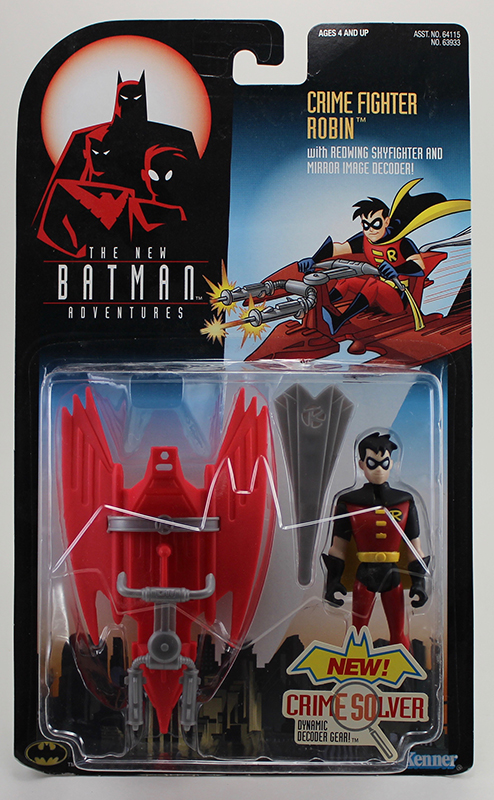 AGES 4 AND UP
ASST. NO. 64115
NO. 63933
CRIME FIGHTER
ROBIN™
with REDWING SKYFIGHTER AND
MIRROR IMAGE DECODER!
R
THE NEW
BATMAN™
ADVENTURES
R
R
NEW!
CRIME SOLVER
DYNAMIC
DECODER GEAR!™
Kenner